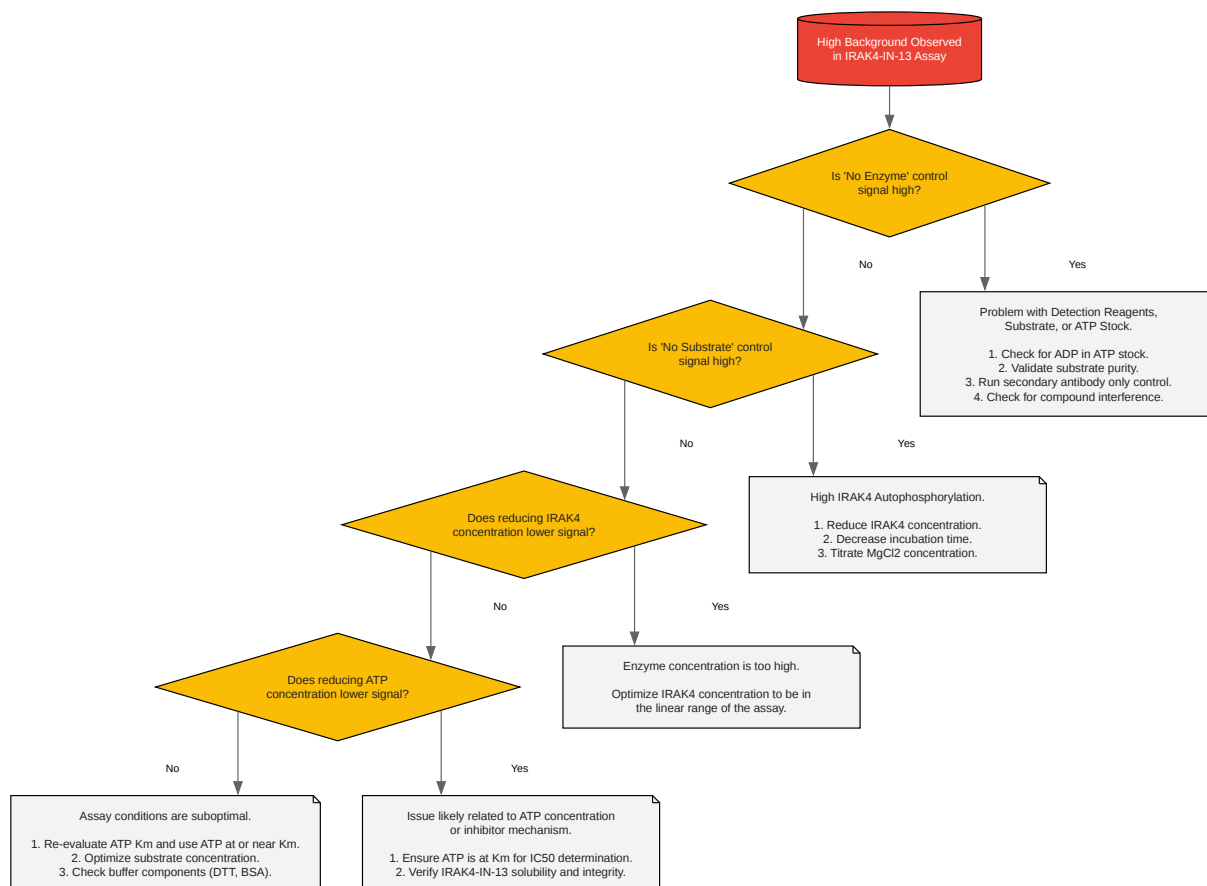 High Background Observed
in IRAK4-IN-13 Assay
Is 'No Enzyme' control
signal high?
No
Yes
Problem with Detection Reagents,
Substrate, or ATP Stock.
1. Check for ADP in ATP stock.
2. Validate substrate purity.
3. Run secondary antibody only control.
4. Check for compound interference.
Is 'No Substrate' control
signal high?
No
Yes
High IRAK4 Autophosphorylation.
1. Reduce IRAK4 concentration.
2. Decrease incubation time.
3. Titrate MgCl2 concentration.
Does reducing IRAK4
concentration lower signal?
No
Yes
Enzyme concentration is too high.
Optimize IRAK4 concentration to be in
the linear range of the assay.
Does reducing ATP
concentration lower signal?
No
Yes
Assay conditions are suboptimal.
1. Re-evaluate ATP Km and use ATP at or near Km.
2. Optimize substrate concentration.
3. Check buffer components (DTT, BSA).
Issue likely related to ATP concentration
or inhibitor mechanism.
1. Ensure ATP is at Km for IC50 determination.
2. Verify IRAK4-IN-13 solubility and integrity.